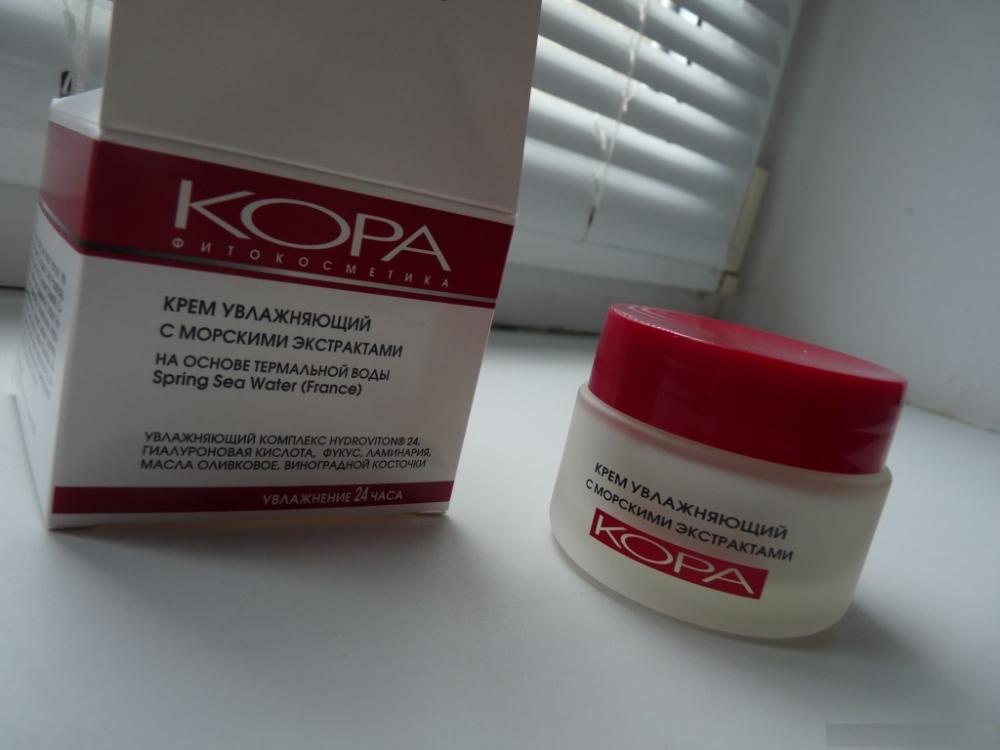 КОРА
ФИТОКОСМЕТИКА
КРЕМ УВЛАЖНЯЮЩИЙ
С МОРСКИМИ ЭКСТРАКТАМИ
НА ОСНОВЕ ТЕРМАЛЬНОЙ ВОДЫ
Spring Sea Water (France)
УВЛАЖНЯЮЩИЙ КОМПЛЕКС HYDROVITON® 24,
ГИАЛУРОНОВАЯ КИСЛОТА, ФУКУС, ЛАМИНАРИЯ,
МАСЛА ОЛИВКОВОЕ, ВИНОГРАДНОЙ КОСТОЧКИ
УВЛАЖНЕНИЕ 24 ЧАСА
КРЕМ УВЛАЖНЯЮЩИЙ
С МОРСКИМИ ЭКСТРАКТАМИ
КОРА